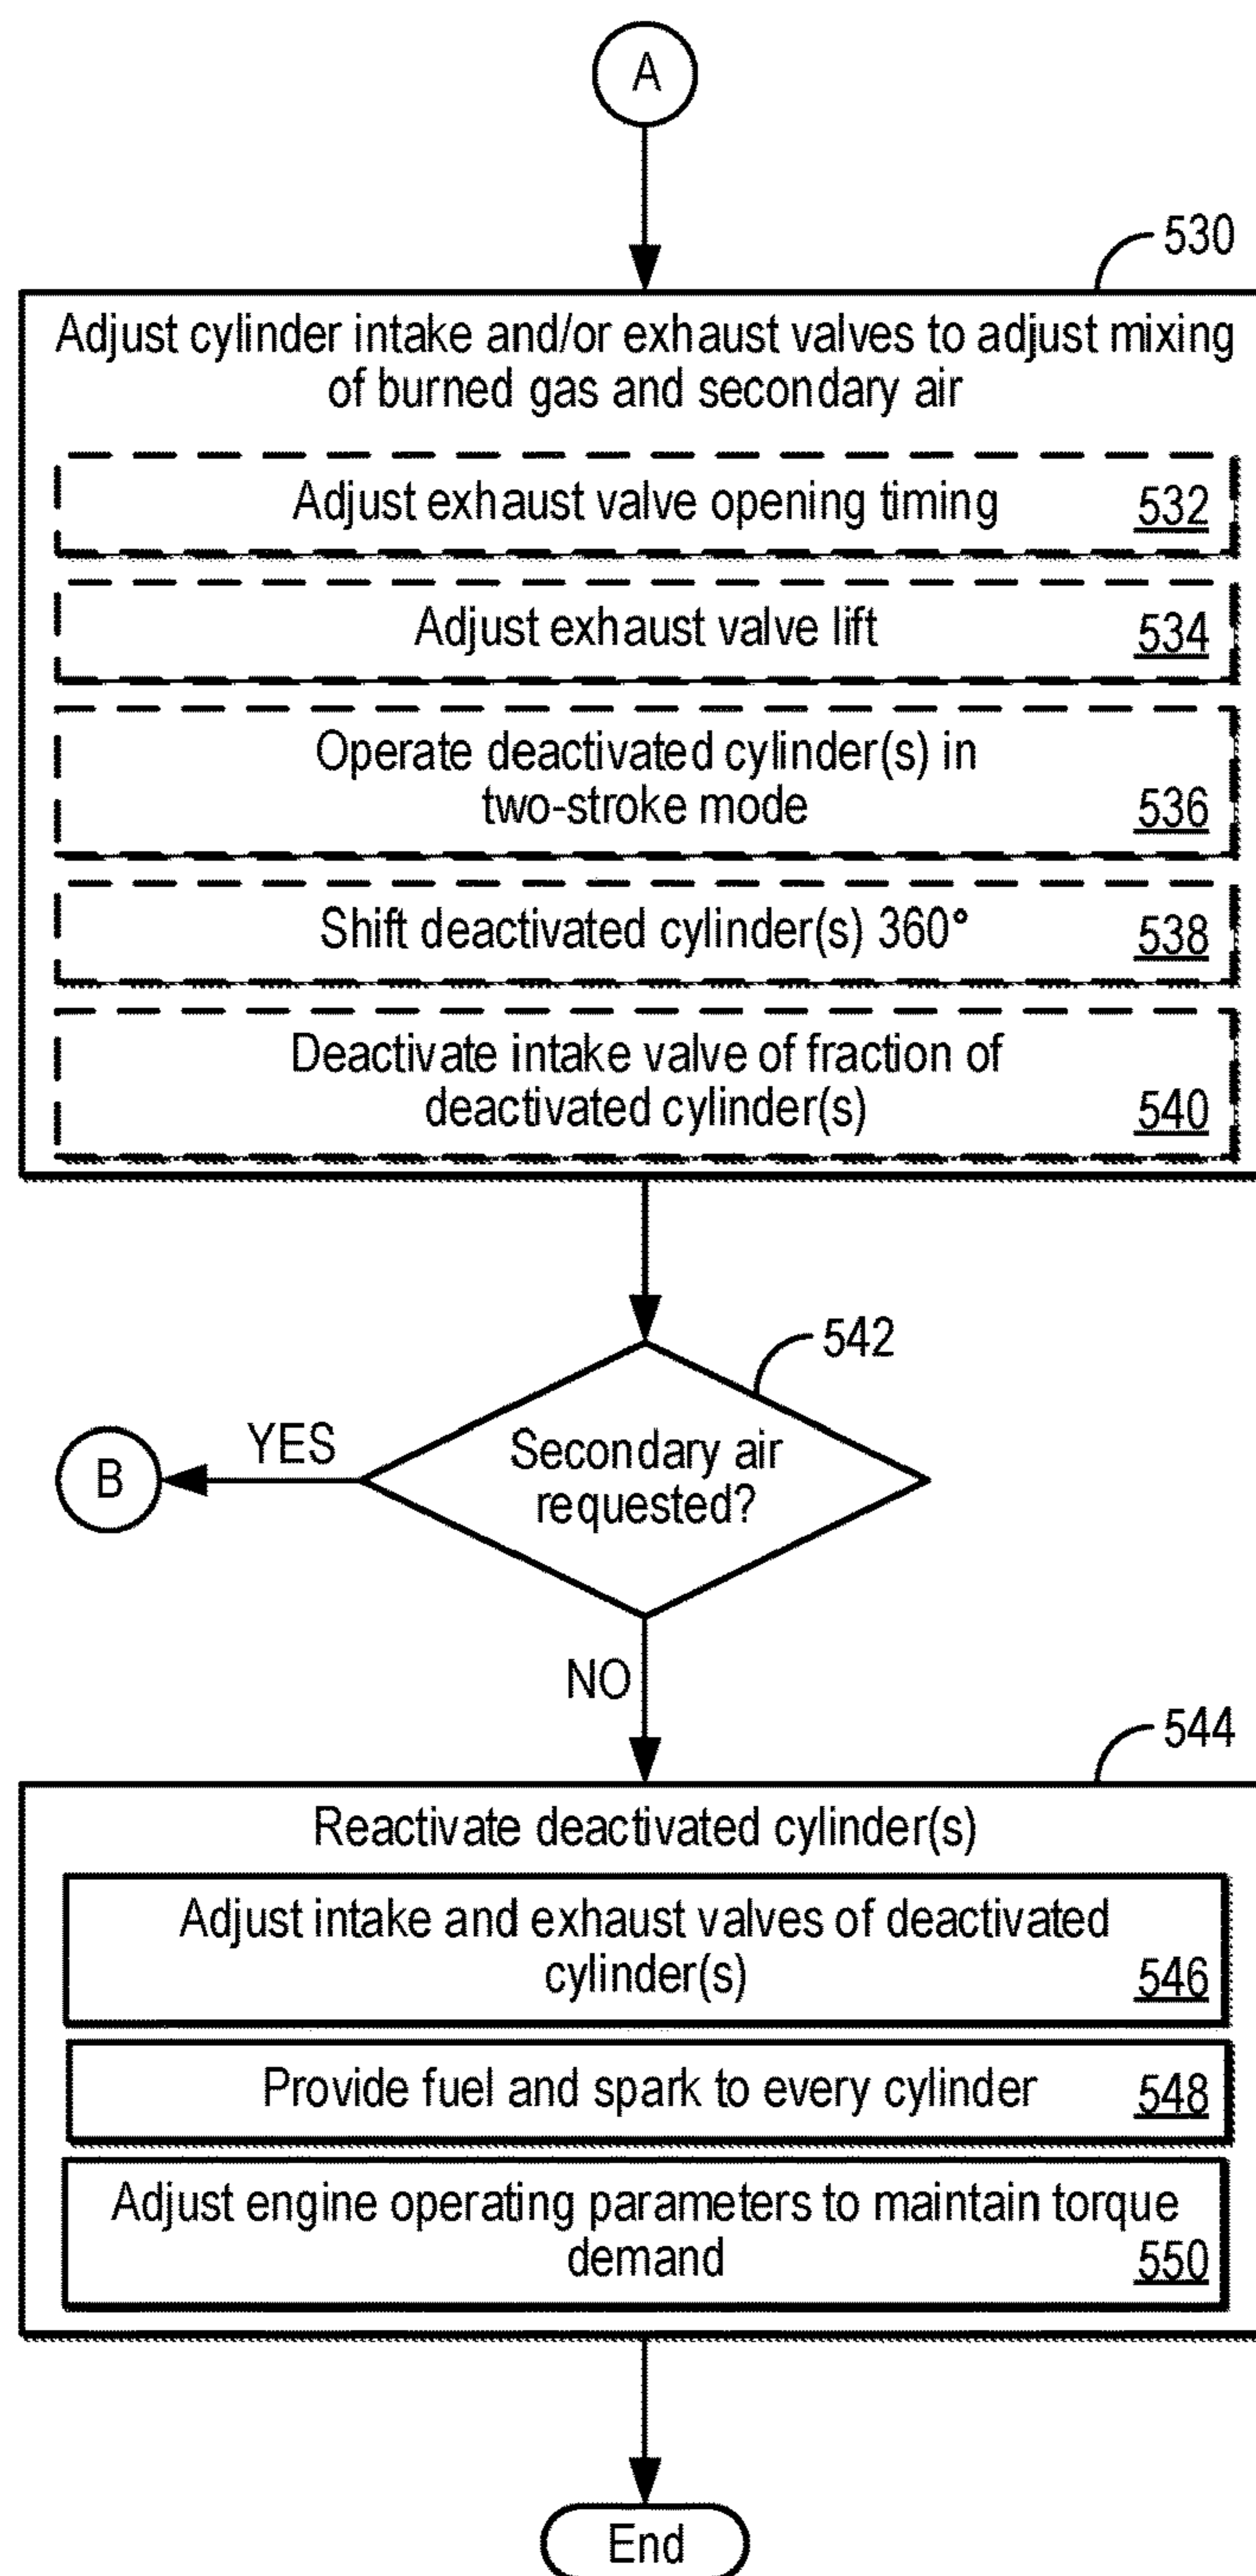 A
530
Adjust cylinder intake and/or exhaust valves to adjust mixing
of burned gas and secondary air
Adjust exhaust valve opening timing 532
Adjust exhaust valve lift 534
Operate deactivated cylinder(s) in
two-stroke mode 536
Shift deactivated cylinder(s) 360° 538
Deactivate intake valve of fraction of
deactivated cylinder(s) 540
542
Secondary air
requested?
YES
B
NO
544
Reactivate deactivated cylinder(s)
Adjust intake and exhaust valves of deactivated
cylinder(s) 546
Provide fuel and spark to every cylinder 548
Adjust engine operating parameters to maintain torque
demand 550
End